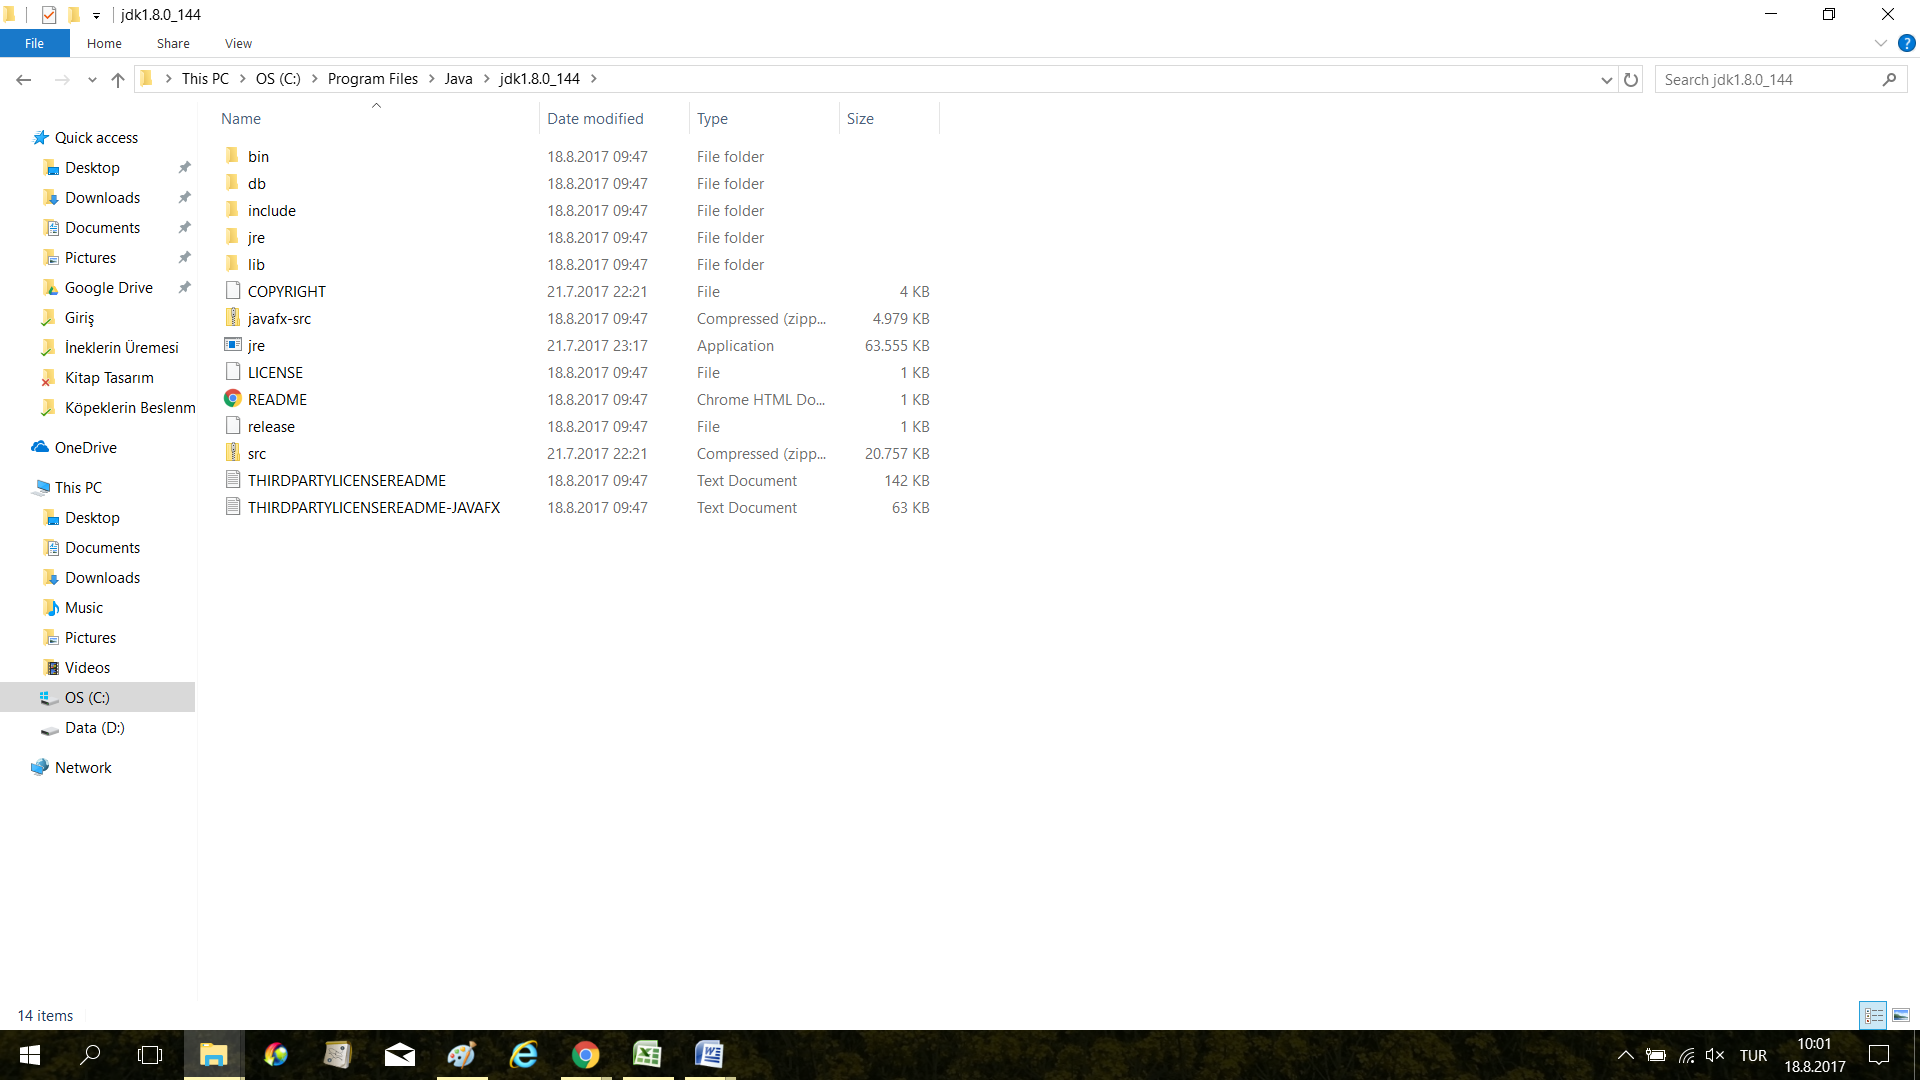 jdk1.8.0_144
File Home Share View
This PC OS (C:) Program Files Java jdk1.8.0_144
Search jdk1.8.0_144
Name Date modified Type Size
Quick access
Desktop
Downloads
Documents
Pictures
Google Drive
Giriş
İneklerin Üremesi
Kitap Tasarım
Köpeklerin Beslenm
OneDrive
This PC
Desktop
Documents
Downloads
Music
Pictures
Videos
OS (C:)
Data (D:)
Network
bin 18.8.2017 09:47 File folder
db 18.8.2017 09:47 File folder
include 18.8.2017 09:47 File folder
jre 18.8.2017 09:47 File folder
lib 18.8.2017 09:47 File folder
COPYRIGHT 21.7.2017 22:21 File 4 KB
javafx-src 18.8.2017 09:47 Compressed (zipp... 4.979 KB
jre 21.7.2017 23:17 Application 63.555 KB
LICENSE 18.8.2017 09:47 File 1 KB
README 18.8.2017 09:47 Chrome HTML Do... 1 KB
release 18.8.2017 09:47 File 1 KB
src 21.7.2017 22:21 Compressed (zipp... 20.757 KB
THIRDPARTYLICENSEREADME 18.8.2017 09:47 Text Document 142 KB
THIRDPARTYLICENSEREADME-JAVAFX 18.8.2017 09:47 Text Document 63 KB
14 items
TUR
10:01
18.8.2017